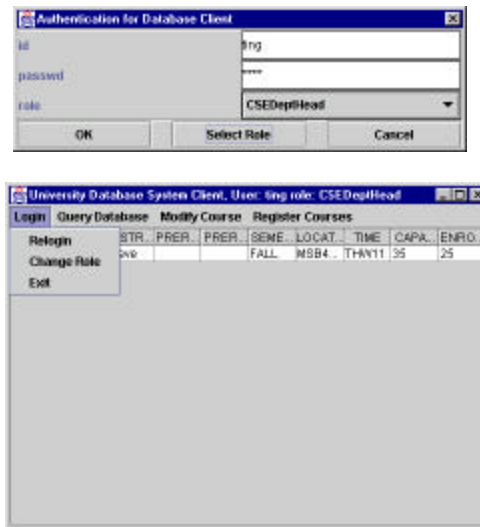 Authentication for Database Client
id ting
passwd ****
role CSEDeptHead
OK Select Role Cancel
University Database System Client, User: ting role: CSEDeptHead
Login Query Database Modify Course Register Courses
STR.. PRER.. PRER.. SEME.. LOCAT.. TIME CAPA.. ENRO..
Relogin
FALL MSB4... 35 25
Change Role
Exit